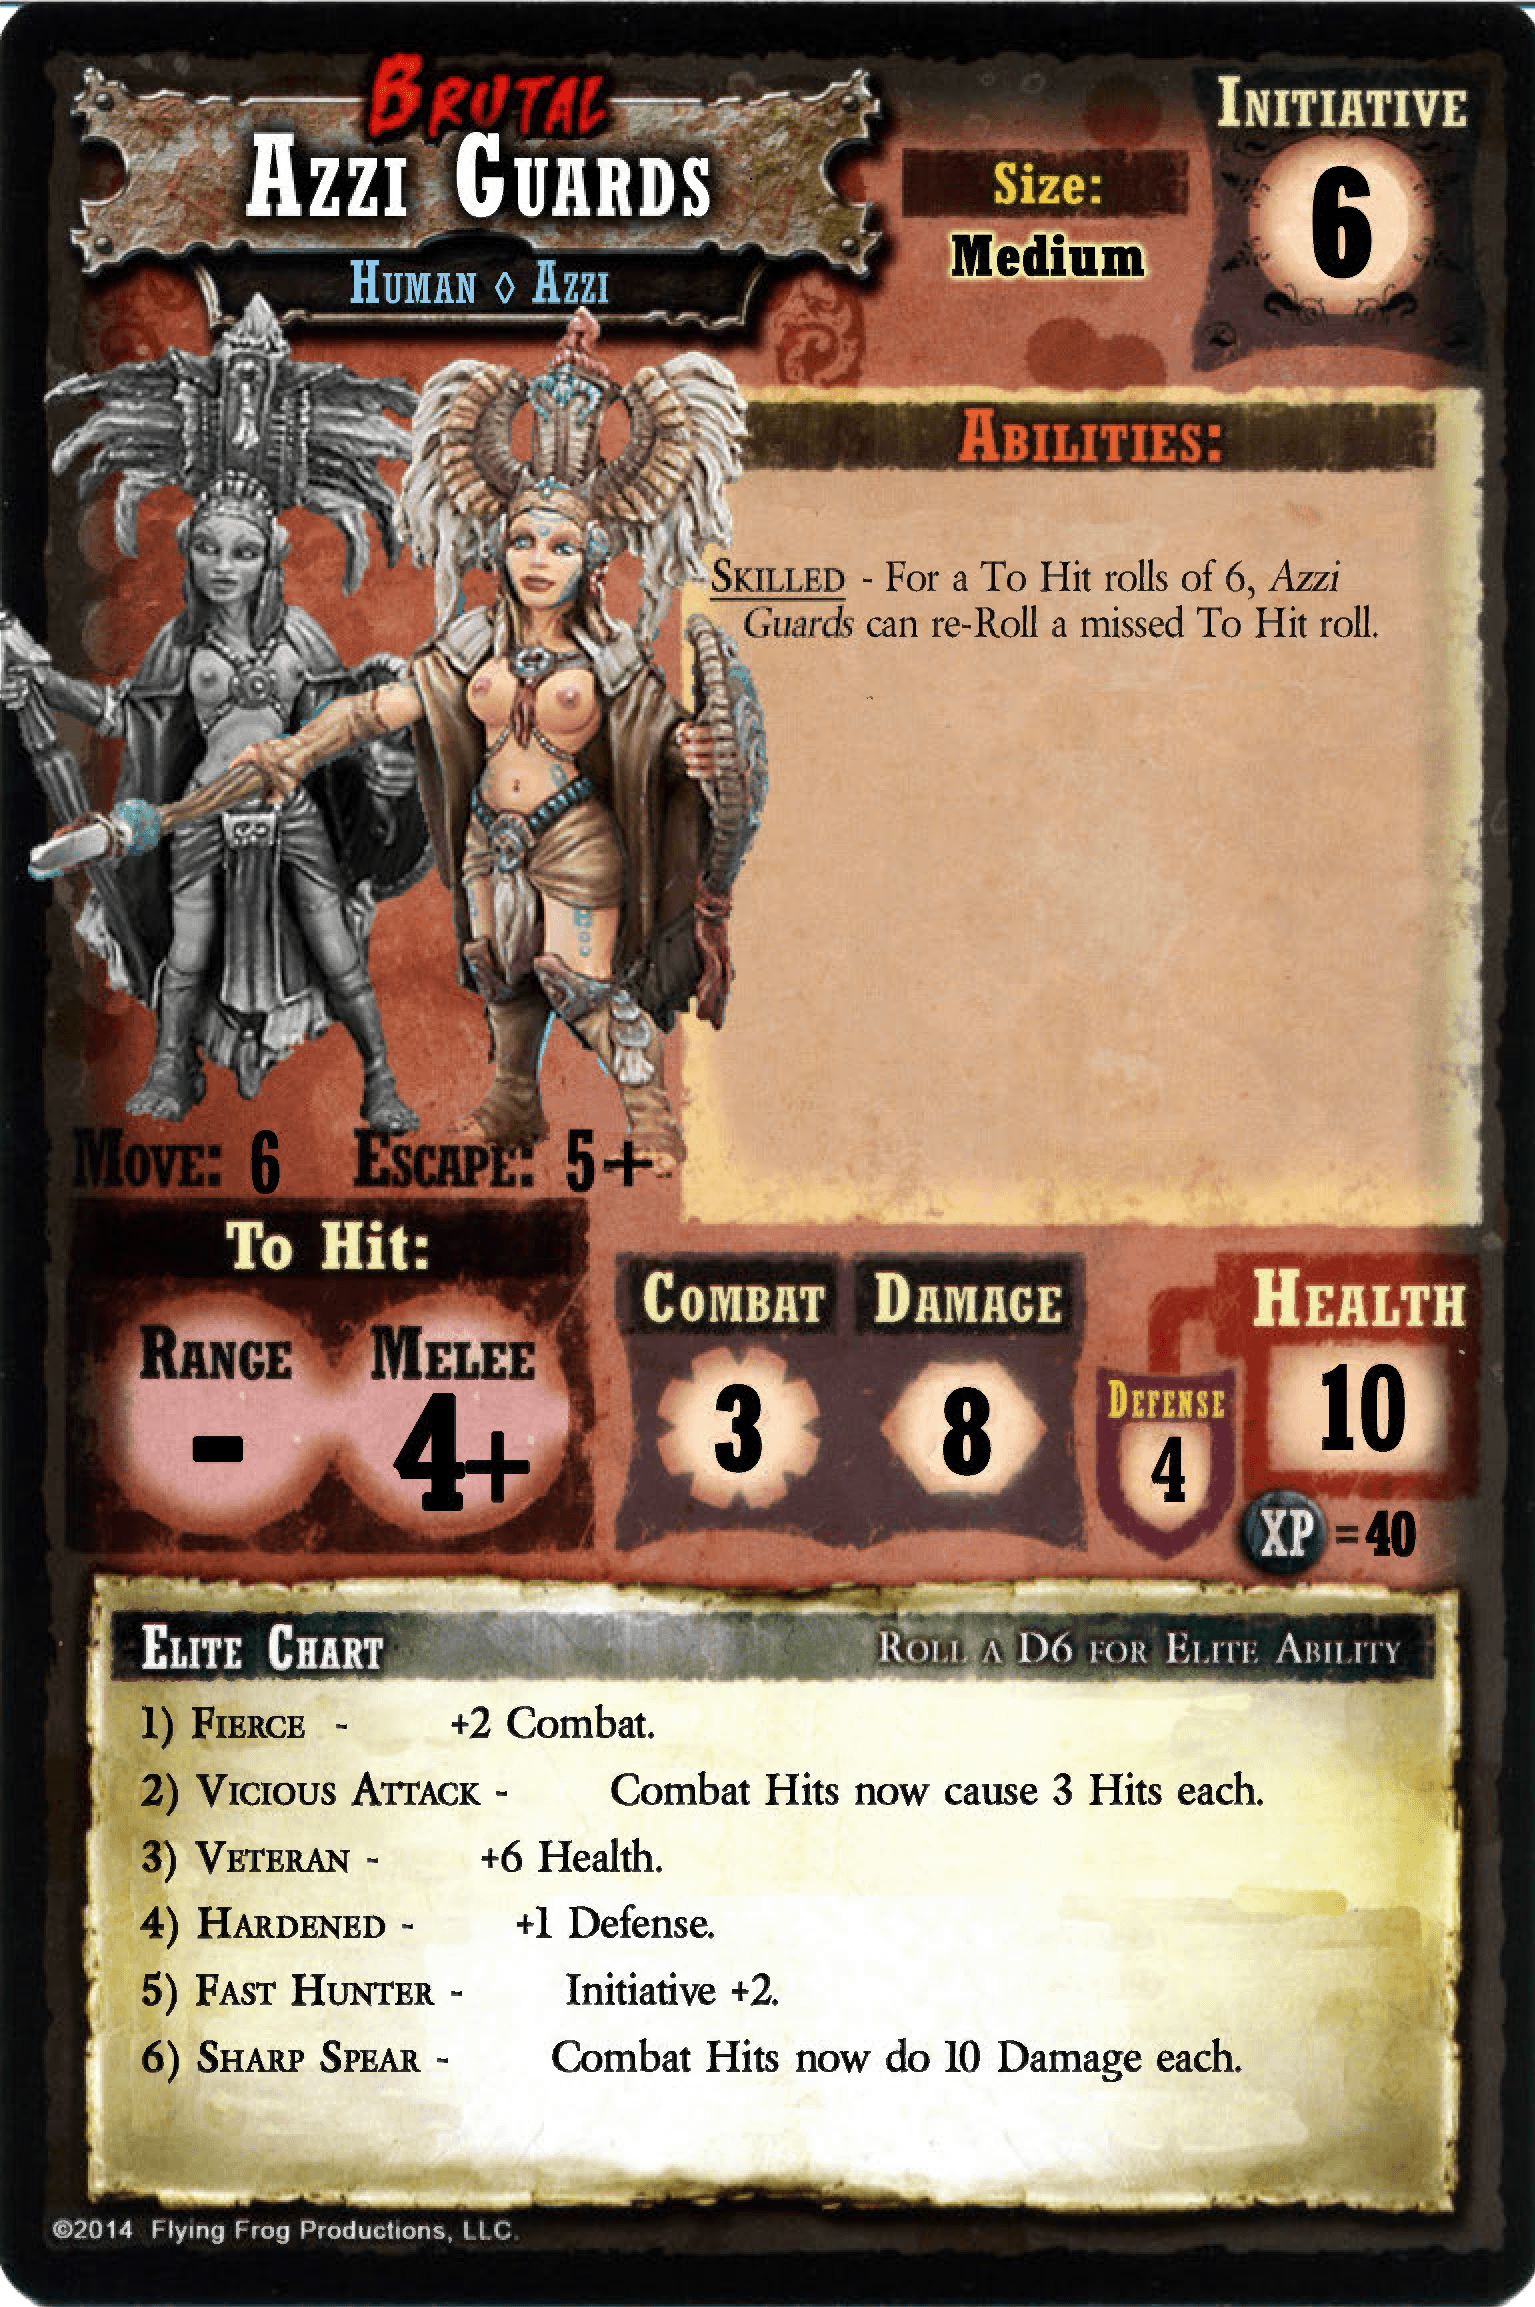 BRUTAL
AZZI GUARDS
HUMAN ◊ AZZI
Size:
Medium
INITIATIVE
6
ABILITIES:
SKILLED - For a To Hit rolls of 6, Azzi
Guards can re-Roll a missed To Hit roll.
MOVE: 6 ESCAPE: 5+
To Hit:
RANGE MELEE
- 4+
COMBAT DAMAGE
3 8
DEFENSE
4
HEALTH
10
XP =40
ELITE CHART ROLL A D6 FOR ELITE ABILITY
1) FIERCE - +2 Combat.
2) VICIOUS ATTACK - Combat Hits now cause 3 Hits each.
3) VETERAN - +6 Health.
4) HARDENED - +1 Defense.
5) FAST HUNTER - Initiative +2.
6) SHARP SPEAR - Combat Hits now do 10 Damage each.
©2014 Flying Frog Productions, LLC.